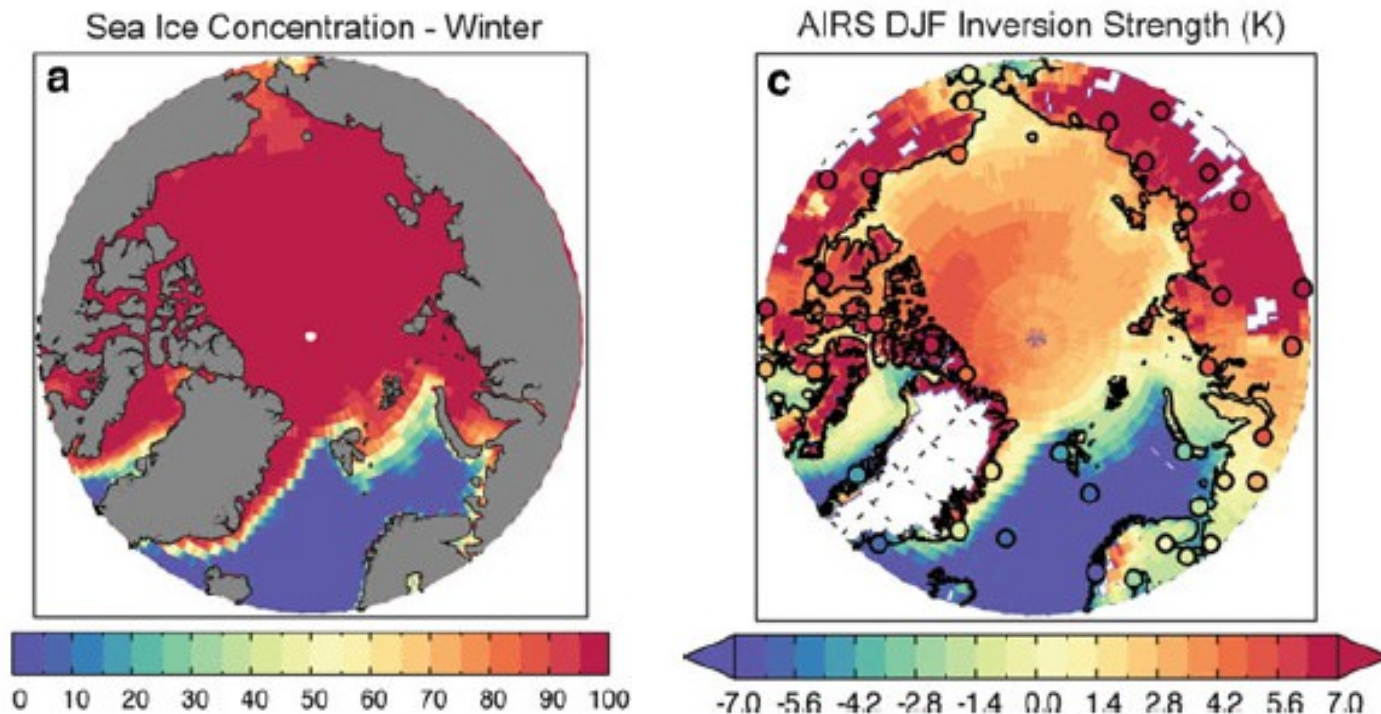 Sea Ice Concentration - Winter
AIRS DJF Inversion Strength (K)
a
c
0 10 20 30 40 50 60 70 80 90 100
-7.0 -5.6 -4.2 -2.8 -1.4 0.0 1.4 2.8 4.2 5.6 7.0